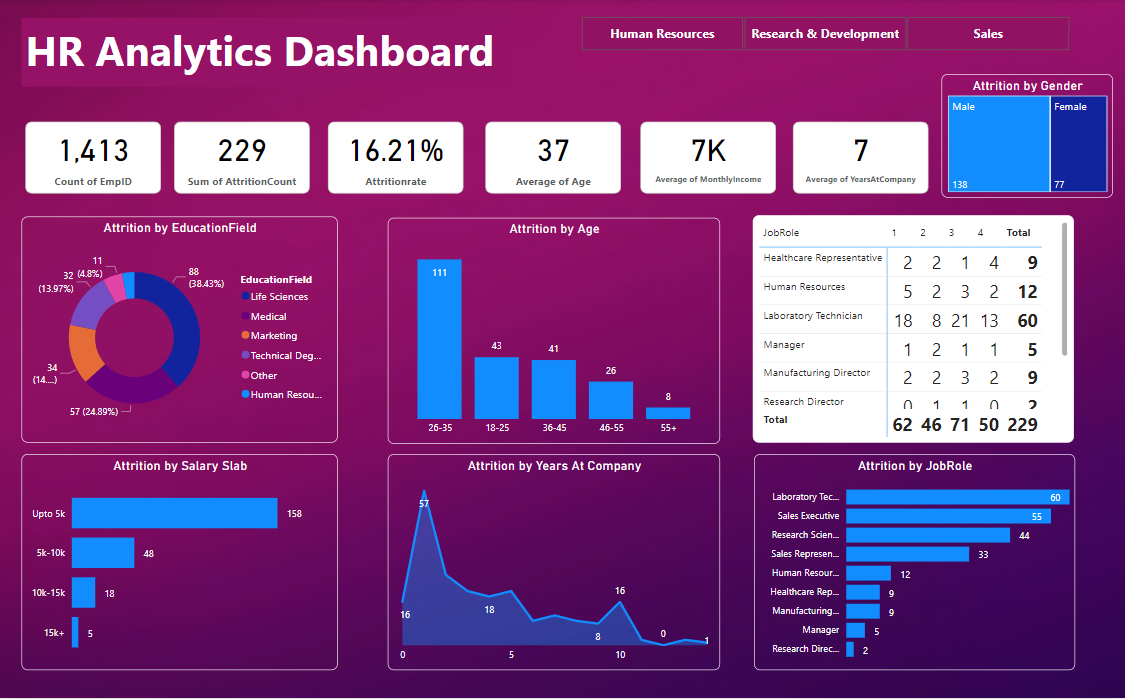 HR Analytics Dashboard
Human Resources
Research & Development
Sales
1,413
Count of EmpID
229
Sum of AttritionCount
16.21%
Attritionrate
37
Average of Age
7K
Average of MonthlyIncome
7
Average of YearsAtCompany
Attrition by Gender
Male
Female
138
77
Attrition by EducationField
88
(38.43%)
57 (24.89%)
34
(14....)
32
(13.97%)
11
(4.8%)
EducationField
Life Sciences
Medical
Marketing
Technical Deg...
Other
Human Resou...
Attrition by Age
111
43
41
26
8
26-35 18-25 36-45 46-55 55+
JobRole 1 2 3 4 Total
Healthcare Representative 2 2 1 4 9
Human Resources 5 2 3 2 12
Laboratory Technician 18 8 21 13 60
Manager 1 2 1 1 5
Manufacturing Director 2 2 3 2 9
Research Director 0 1 1 0 2
Total 62 46 71 50 229
Attrition by Salary Slab
Upto 5k 158
5k-10k 48
10k-15k 18
15k+ 5
Attrition by Years At Company
57
16
18
8
16
0
1
0 5 10
Attrition by JobRole
Laboratory Tec... 60
Sales Executive 55
Research Scien... 44
Sales Represen... 33
Human Resour... 12
Healthcare Rep... 9
Manufacturing... 9
Manager 5
Research Direc... 2